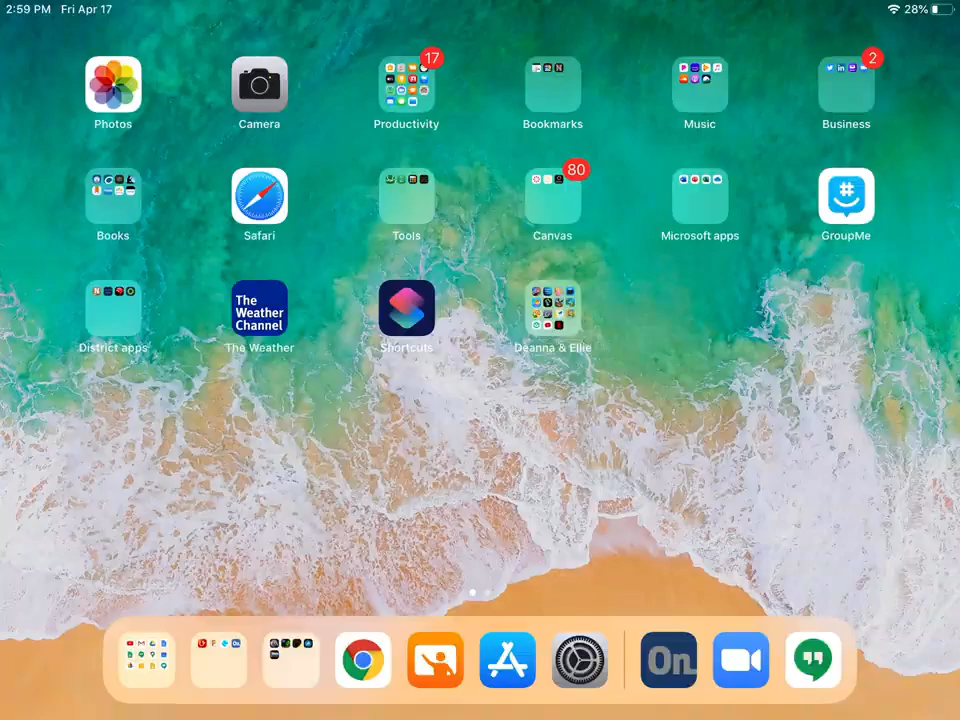 2:59 PM Fri Apr 17 28%
17
2
Photos Camera Productivity Bookmarks Music Business
80
Books Safari Tools Canvas Microsoft apps GroupMe
The
Weather
Channel
District apps The Weather Shortcuts Deanna & Ellie
On